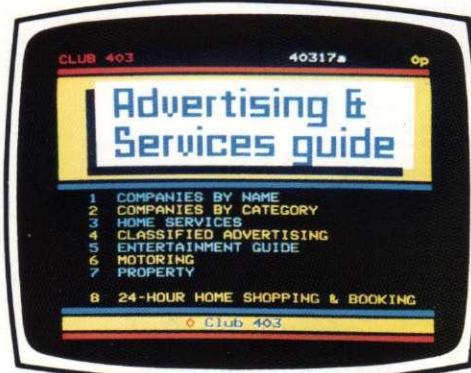 CLUB 403 40317a 0p
Advertising &
Services guide
1 COMPANIES BY NAME
2 COMPANIES BY CATEGORY
3 HOME SERVICES
4 CLASSIFIED ADVERTISING
5 ENTERTAINMENT GUIDE
6 MOTORING
7 PROPERTY
8 24-HOUR HOME SHOPPING & BOOKING
0 Club 403